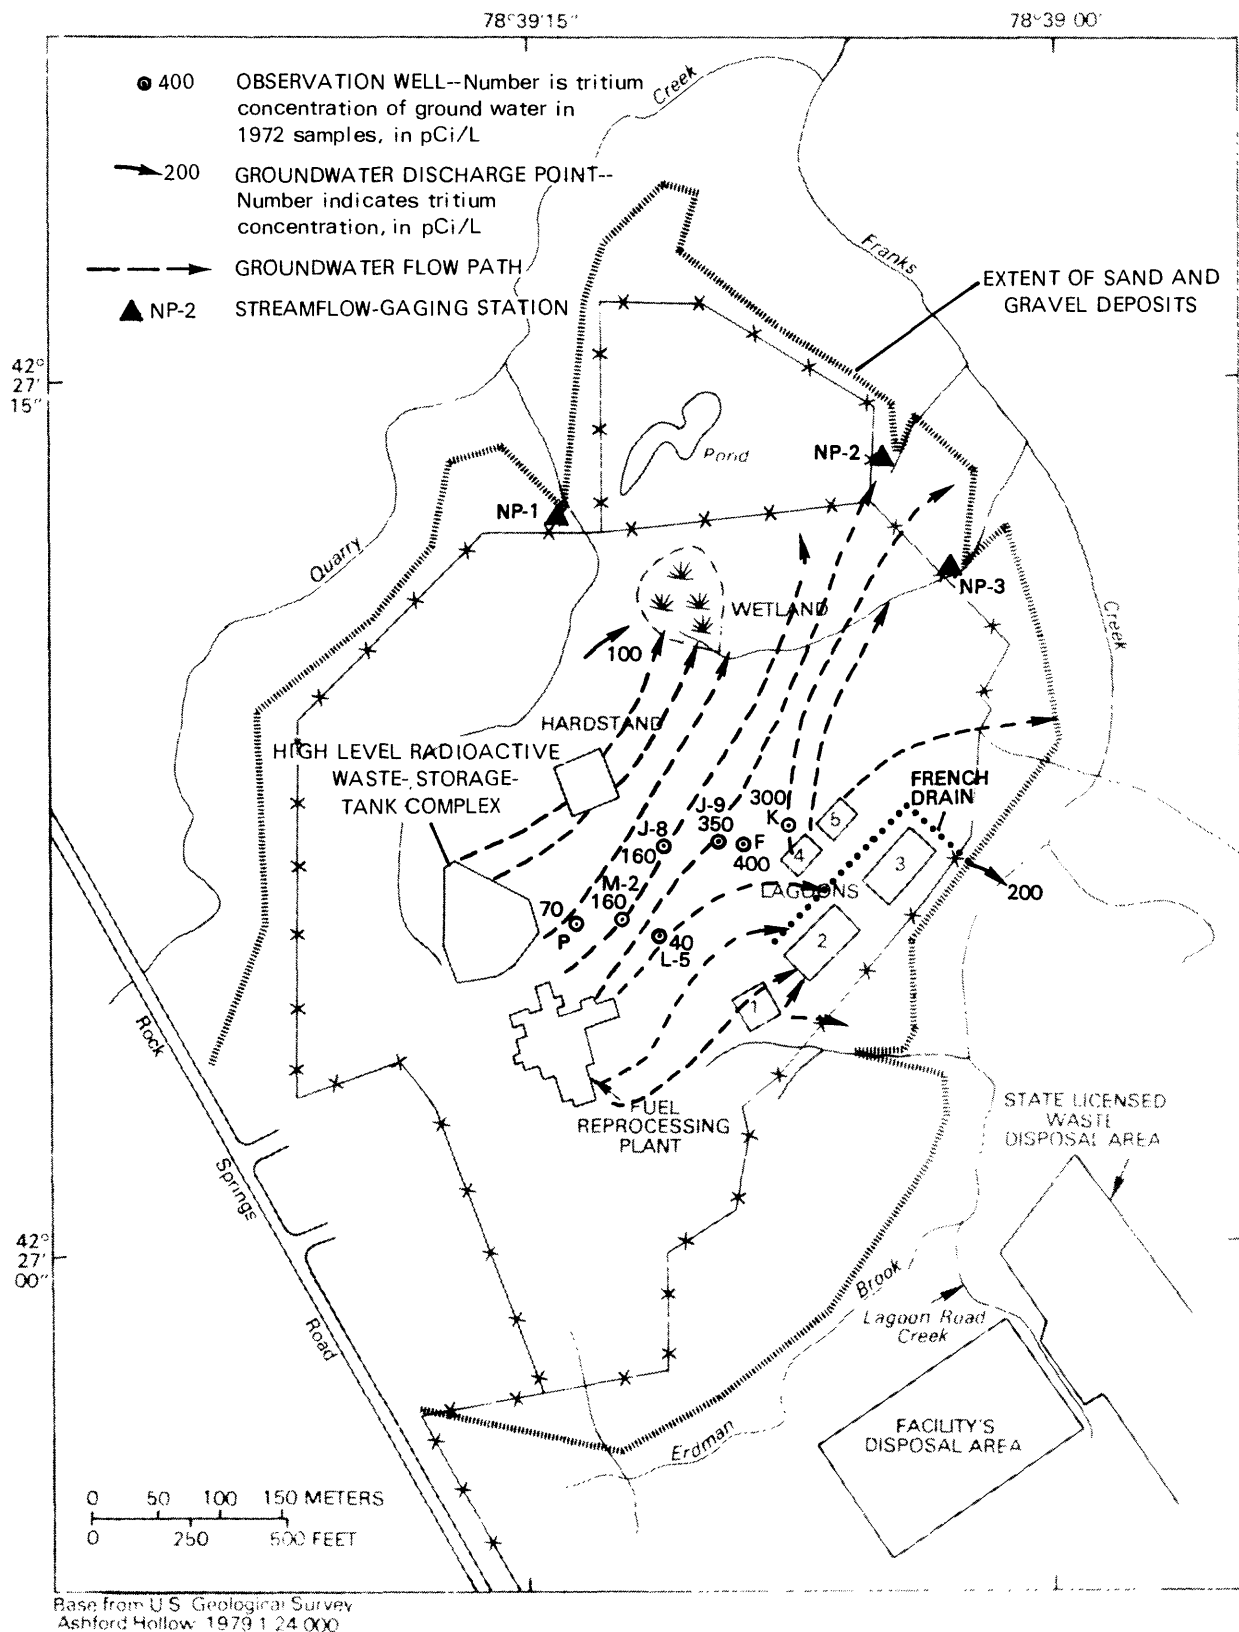 78°39'15"
78°39'00'
400
OBSERVATION WELL--Number is tritium
concentration of ground water in
1972 samples, in pCi/L
200
GROUNDWATER DISCHARGE POINT--
Number indicates tritium
concentration, in pCi/L
GROUNDWATER FLOW PATH
NP-2
STREAMFLOW-GAGING STATION
Creek
Franks
EXTENT OF SAND AND
GRAVEL DEPOSITS
42°
27'
15"
Pond
NP-2
NP-1
Quarry
NP-3
WETLAND
Creek
100
HARDSTAND
HIGH LEVEL RADIOACTIVE
WASTE-STORAGE-
TANK COMPLEX
FRENCH
DRAIN
J-9
350
300
K
5
J-8
160
F
400
4
3
M-2
160
LAGOONS
200
70
P
40
L-5
2
1
Rock
FUEL
REPROCESSING
PLANT
STATE LICENSED
WASTE
DISPOSAL AREA
Springs
42°
27'
00"
Road
Brook
Lagoon Road
Creek
Erdman
FACILITY'S
DISPOSAL AREA
0 50 100 150 METERS
0 250 500 FEET
Base from U.S. Geological Survey
Ashford Hollow 1979 1:24 000